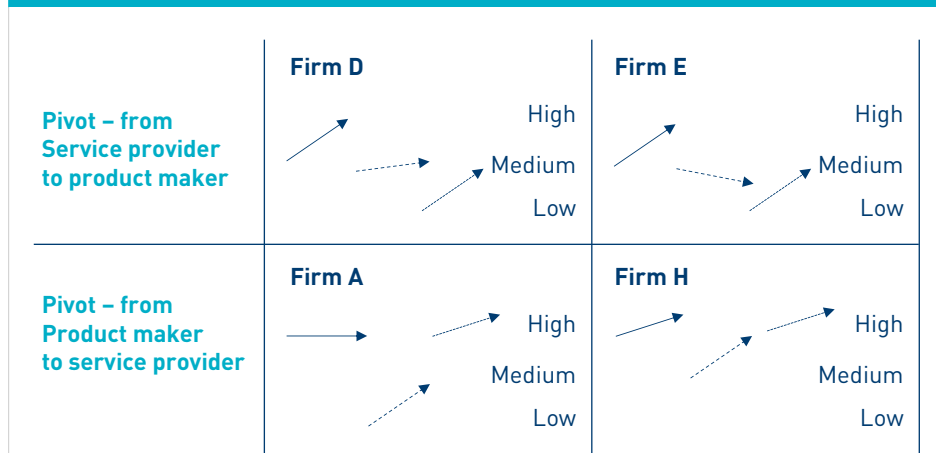 Firm D
Firm E
Pivot – from
Service provider
to product maker
High
Medium
Low
High
Medium
Low
Firm A
Firm H
Pivot – from
Product maker
to service provider
High
Medium
Low
High
Medium
Low